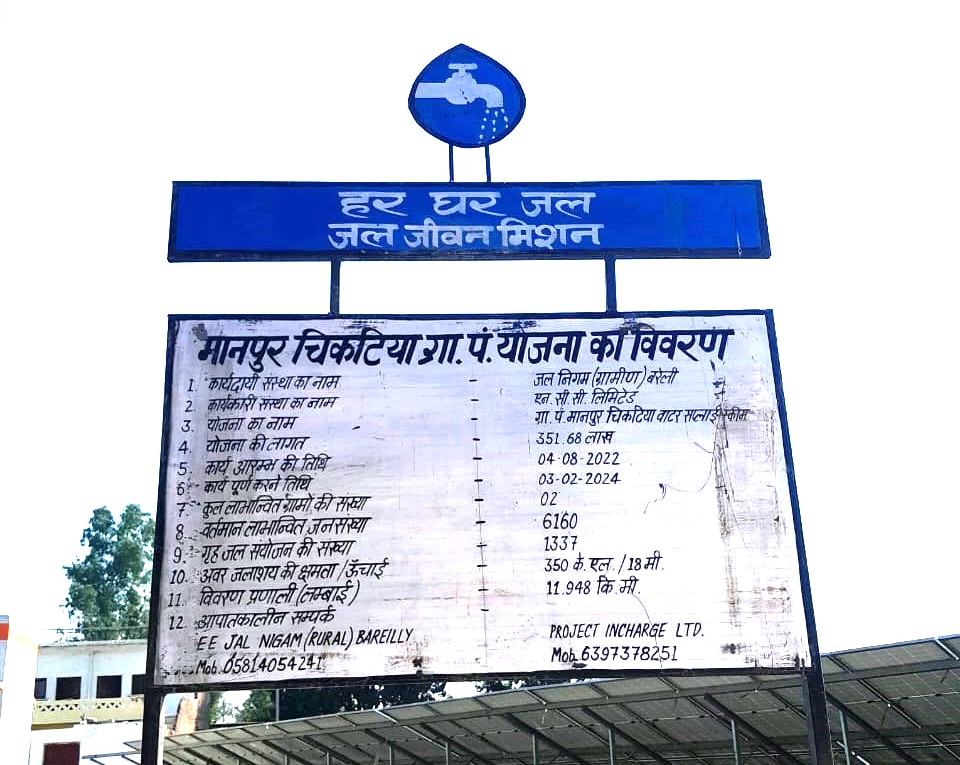 हर घर जल
जल जीवन मिशन
मानपुर चिकटिया ग्रा. पं. योजना का विवरण
1. कार्यदायी संस्था का नाम - जल निगम (ग्रामीण) बरेली
2. कार्यकारी संस्था का नाम - एन. सी. सी. लिमिटेड
3. योजना का नाम - ग्रा. पं. मानपुर चिकटिया वाटर सप्लाई स्कीम
4. योजना की लागत - 351.68 लाख
5. कार्य आरम्भ की तिथि - 04-08-2022
6. कार्य पूर्ण करने तिथि - 03-02-2024
7. कुल लाभान्वित ग्रामों की संख्या - 02
8. वर्तमान लाभान्वित जनसंख्या - 6160
9. गृह जल संयोजन की संख्या - 1337
10. अवर जलाशय की क्षमता / ऊँचाई - 350 के. एल. / 18 मी.
11. विवरण प्रणाली (लम्बाई) - 11.948 कि. मी.
12. आपातकालीन सम्पर्क -
EE JAL NIGAM (RURAL) BAREILLY PROJECT INCHARGE LTD.
Mob. 05814054241 Mob. 6397378251